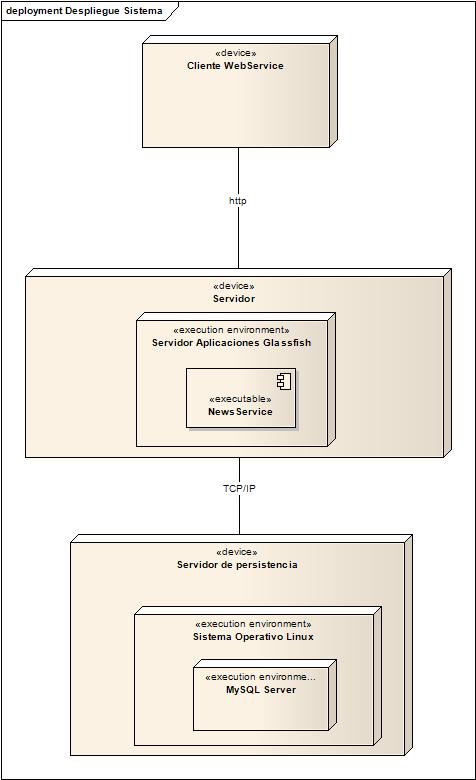 deployment Despliegue Sistema
«device»
Cliente WebService
http
«device»
Servidor
«execution environment»
Servidor Aplicaciones Glassfish
«executable»
NewsService
TCP/IP
«device»
Servidor de persistencia
«execution environment»
Sistema Operativo Linux
«execution environme...
MySQL Server